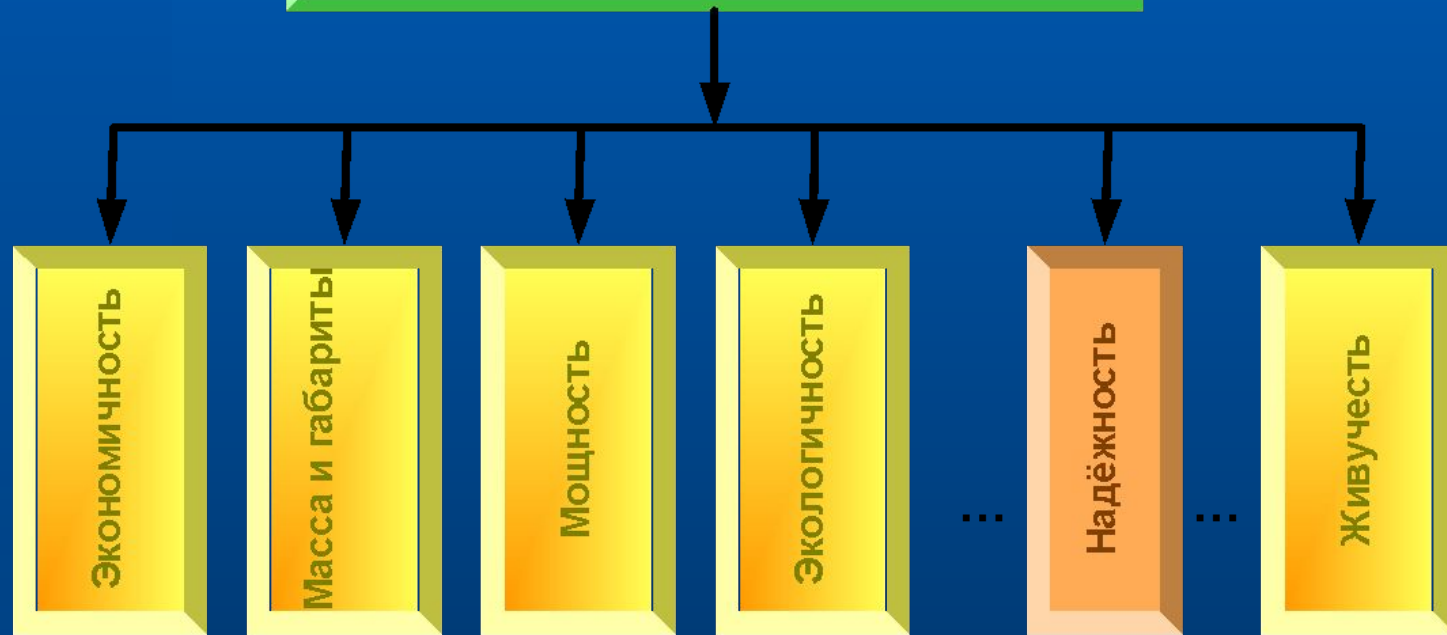 Экономичность
Масса и габариты
Мощность
Экологичность
...
Надёжность
...
Живучесть